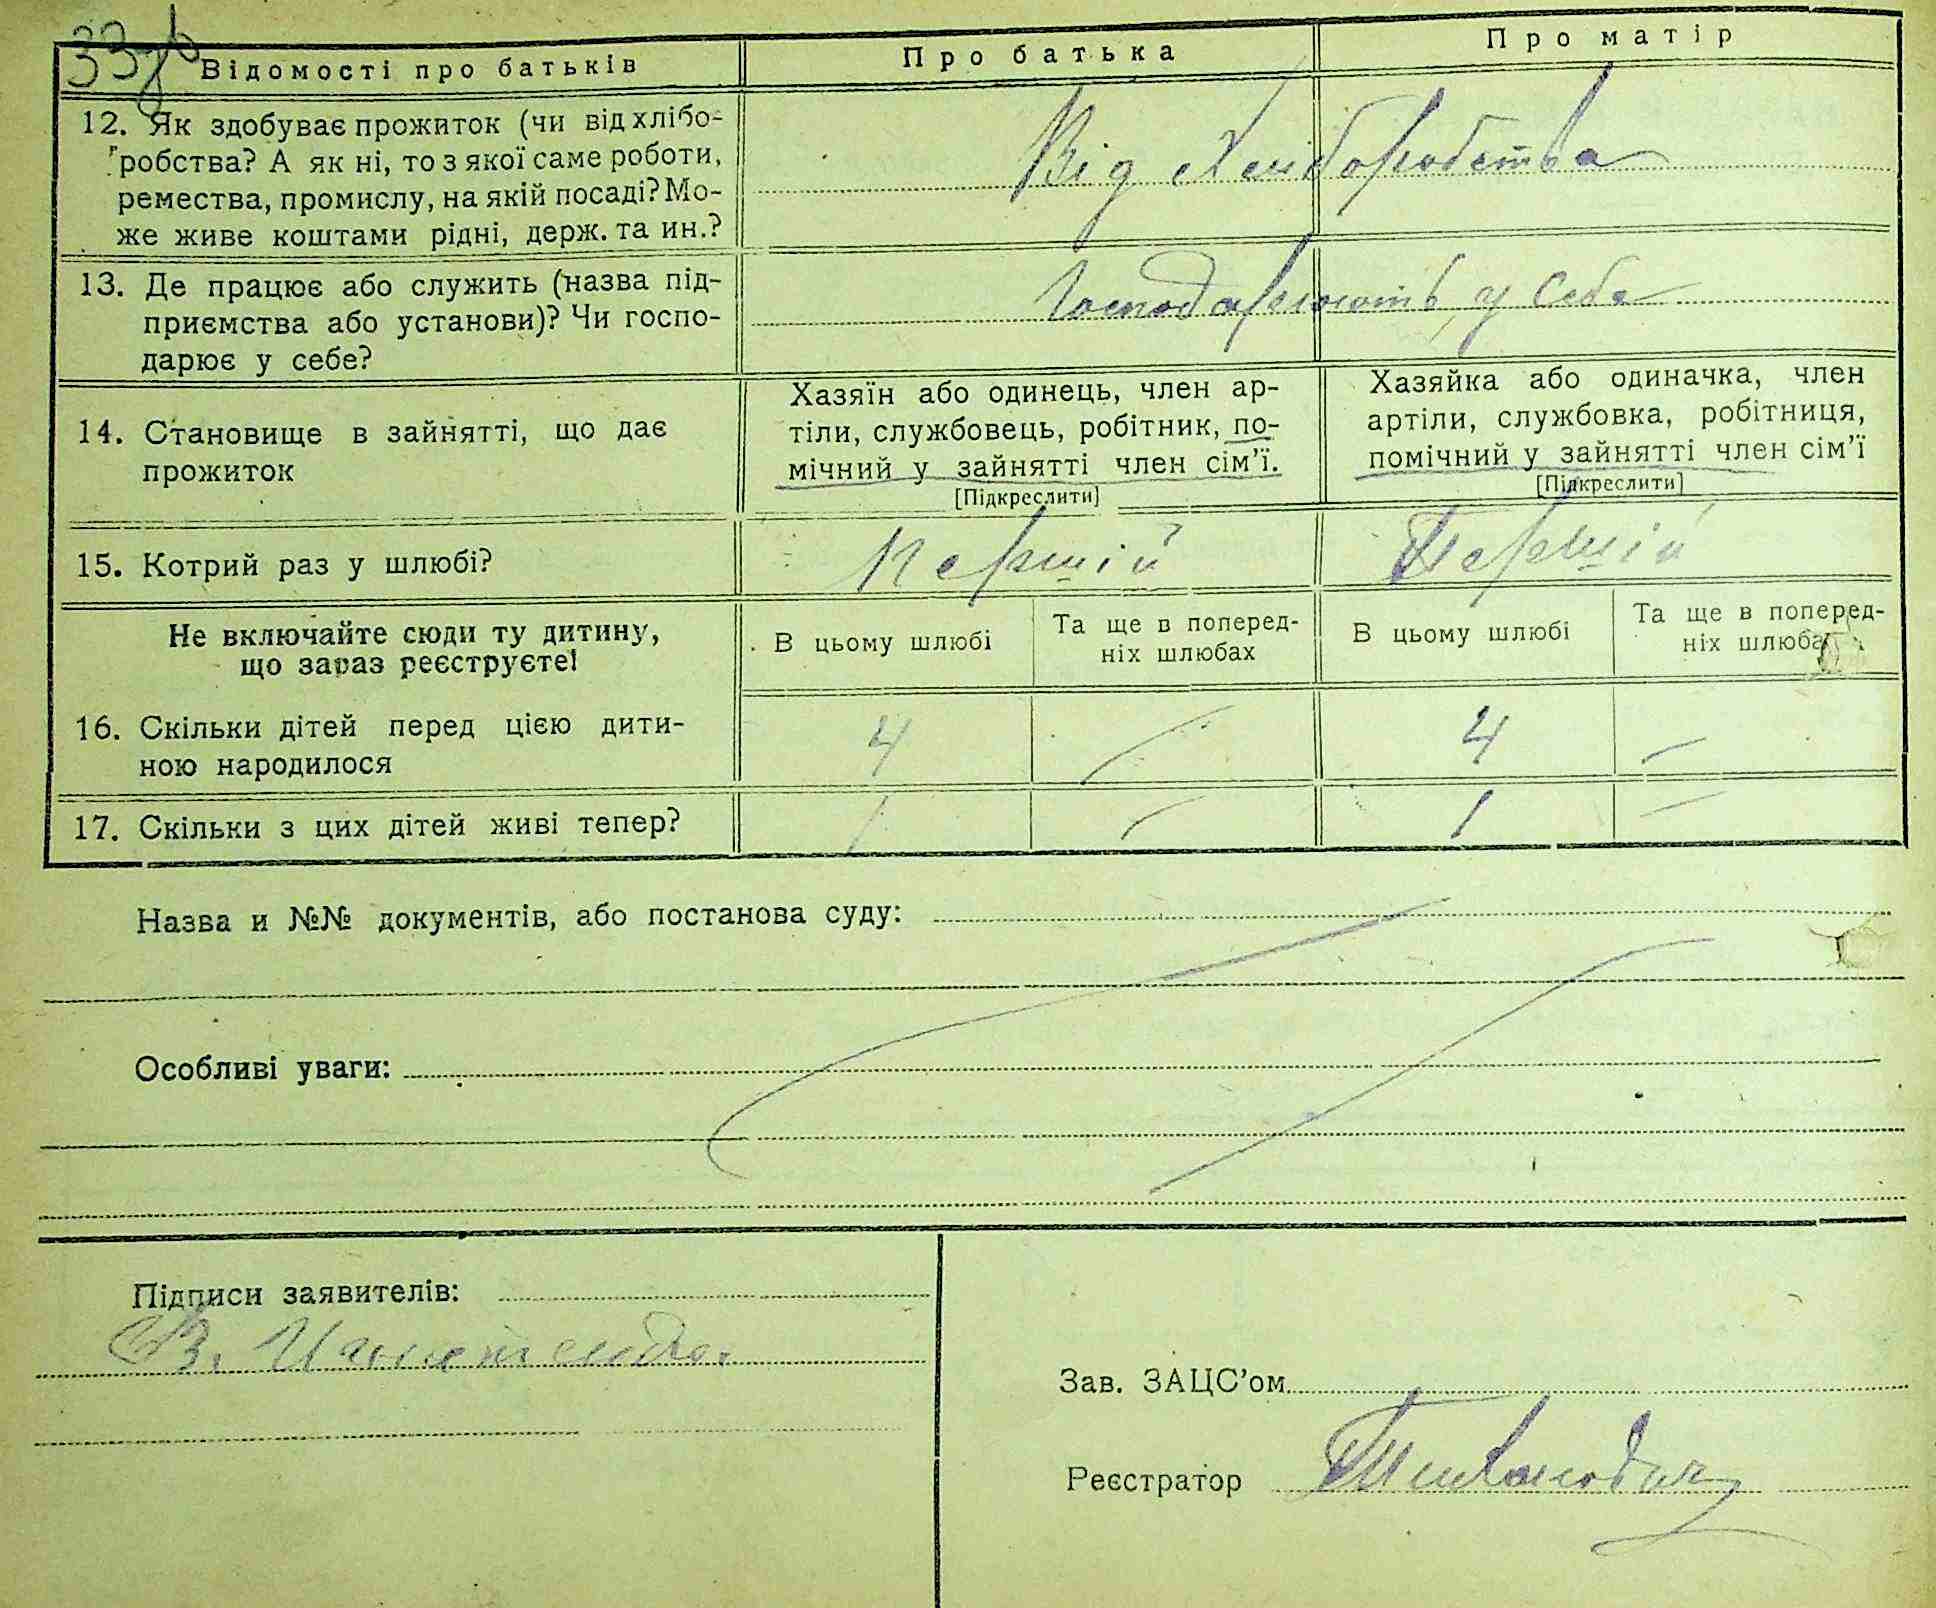 33
Відомості про батьків
Про батька
Про матір
12. Як здобуває прожиток (чи від хлібо-
робства? А як ні, то з якої саме роботи,
ремества, промислу, на якій посаді? Мо-
же живе коштами рідні, держ. та ин.?
Від Хліборобства
13. Де працює або служить (назва під-
приємства або установи)? Чи госпо-
дарює у себе?
Господарюють у себе
14. Становище в зайнятті, що дає
прожиток
Хазяїн або одинець, член ар-
тіли, службовець, робітник, по-
мічний у зайнятті член сім'ї.
[Підкреслити]
Хазяйка або одиначка, член
артіли, службовка, робітниця,
помічний у зайнятті член сім'ї
[Підкреслити]
15. Котрий раз у шлюбі?
Першій
Першій
Не включайте сюди ту дитину,
що зараз реєструєте!
В цьому шлюбі
Та ще в поперед-
ніх шлюбах
В цьому шлюбі
Та ще в поперед-
ніх шлюба
16. Скільки дітей перед цією дити-
ною народилося
4 — 4 —
17. Скільки з цих дітей живі тепер?
1 — 1 —
Назва и №№ документів, або постанова суду:
Особливі уваги:
Підписи заявителів:
Зав. ЗАЦС'ом
Реєстратор